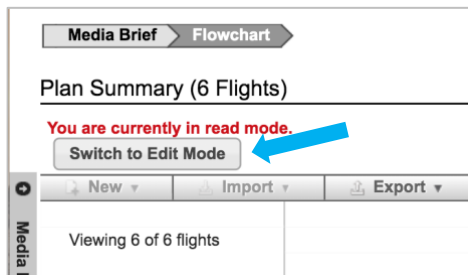 Media Brief Flowchart
Plan Summary (6 Flights)
You are currently in read mode.
Switch to Edit Mode
New Import Export
Viewing 6 of 6 flights
Media